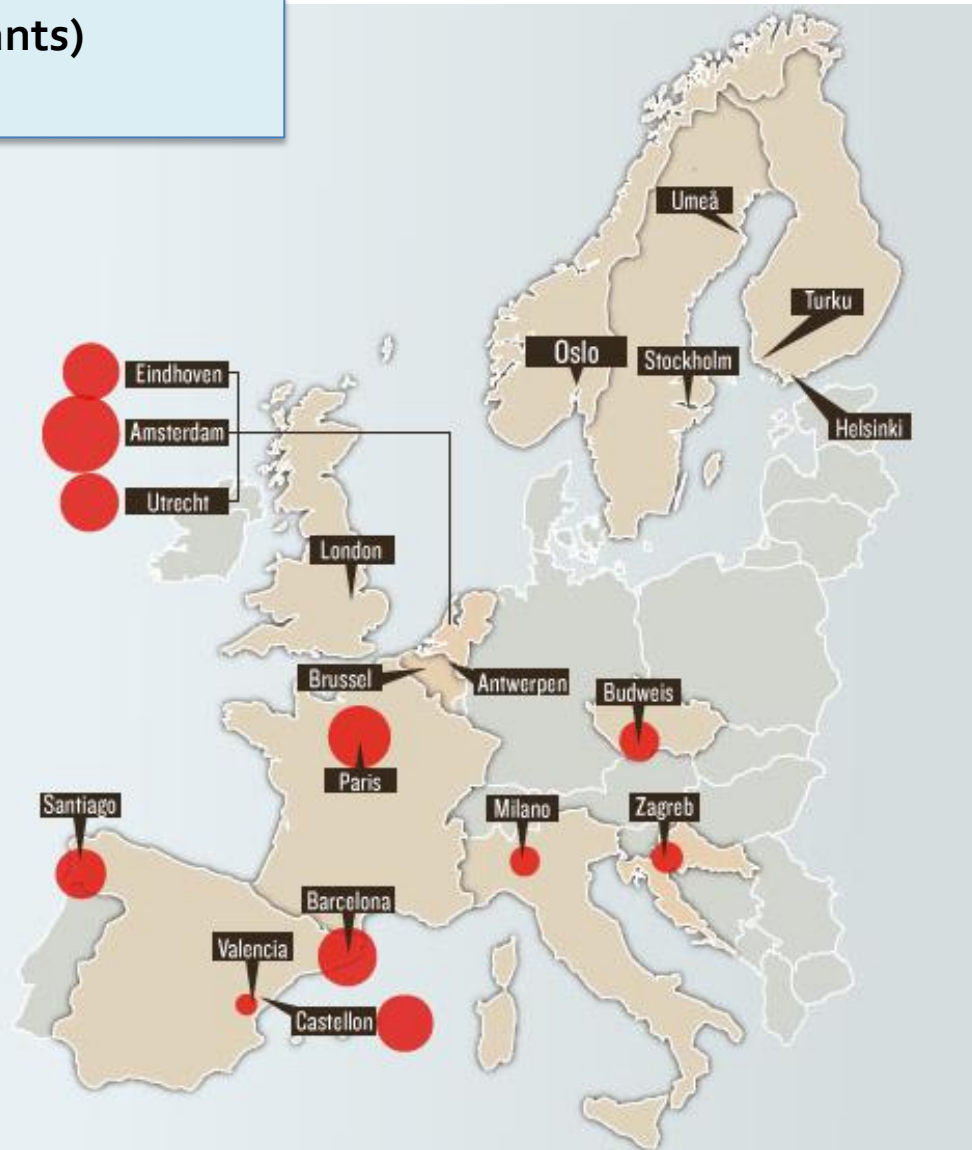 ants)
Umeå
Turku
Oslo
Stockholm
Helsinki
Eindhoven
Amsterdam
Utrecht
London
Brussel
Antwerpen
Budweis
Paris
Santiago
Milano
Zagreb
Barcelona
Valencia
Castellon